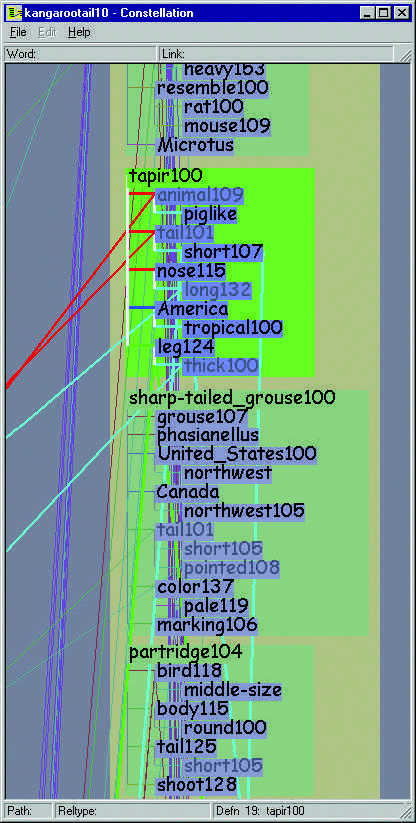 kangarootail10 - Constellation
File Edit Help
Word: Link:
heavy153
resemble100
rat100
mouse109
Microtus
tapir100
animal109
piglike
tail101
short107
nose115
long132
America
tropical100
leg124
thick100
sharp-tailed_grouse100
grouse107
phasianellus
United_States100
northwest
Canada
northwest105
tail101
short105
pointed108
color137
pale119
marking106
partridge104
bird118
middle-size
body115
round100
tail125
short105
shoot128
Path: Reltype: Defn 19: tapir100